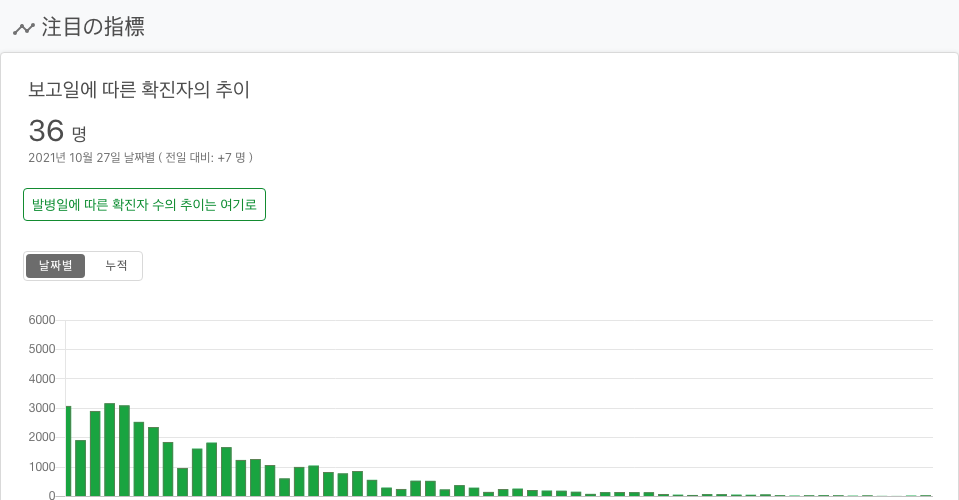 注目の指標
보고일에 따른 확진자의 추이
36 명
2021년 10월 27일 날짜별 ( 전일 대비: +7 명 )
발병일에 따른 확진자 수의 추이는 여기로
날짜별 누적
6000
5000
4000
3000
2000
1000
0